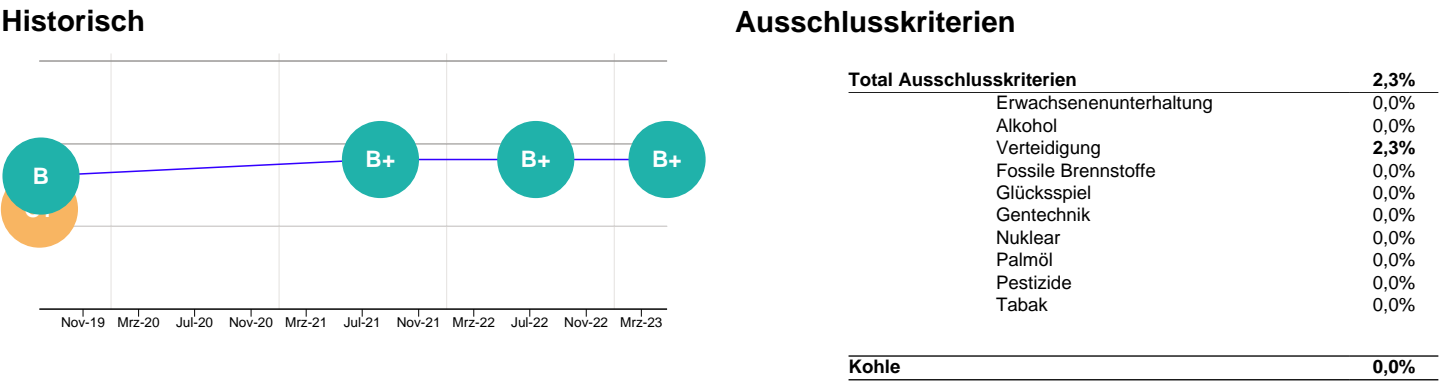 Historisch
B
B+
B+
B+
Nov-19 Mrz-20 Jul-20 Nov-20 Mrz-21 Jul-21 Nov-21 Mrz-22 Jul-22 Nov-22 Mrz-23
Ausschlusskriterien
Total Ausschlusskriterien 2,3%
Erwachsenenunterhaltung 0,0%
Alkohol 0,0%
Verteidigung 2,3%
Fossile Brennstoffe 0,0%
Glücksspiel 0,0%
Gentechnik 0,0%
Nuklear 0,0%
Palmöl 0,0%
Pestizide 0,0%
Tabak 0,0%
Kohle 0,0%